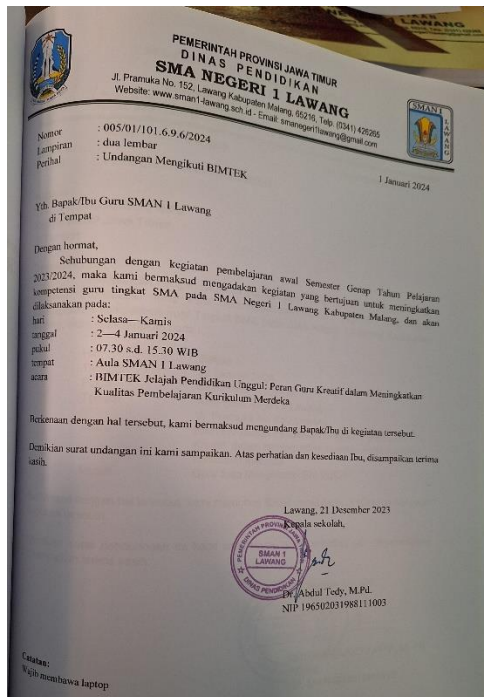 PEMERINTAH PROVINSI JAWA TIMUR
DINAS PENDIDIKAN
SMA NEGERI 1 LAWANG
Jl. Pramuka No. 152, Lawang Kabupaten Malang, 65216, Telp. (0341) 426265
Website: www.sman1-lawang.sch.id - Email: smanegeri1lawang@gmail.com
SMAN 1
LAWANG
Nomor : 005/01/101.6.9.6/2024
Lampiran : dua lembar
Perihal : Undangan Mengikuti BIMTEK
1 Januari 2024
Yth. Bapak/Ibu Guru SMAN 1 Lawang
di Tempat
Dengan hormat,
Sehubungan dengan kegiatan pembelajaran awal Semester Genap Tahun Pelajaran
2023/2024, maka kami bermaksud mengadakan kegiatan yang bertujuan untuk meningkatkan
kompetensi guru tingkat SMA pada SMA Negeri 1 Lawang Kabupaten Malang, dan akan
dilaksanakan pada:
hari : Selasa—Kamis
tanggal : 2—4 Januari 2024
pukul : 07.30 s.d. 15.30 WIB
tempat : Aula SMAN 1 Lawang
acara : BIMTEK Jelajah Pendidikan Unggul: Peran Guru Kreatif dalam Meningkatkan
Kualitas Pembelajaran Kurikulum Merdeka
Berkenaan dengan hal tersebut, kami bermaksud mengundang Bapak/Ibu di kegiatan tersebut.
Demikian surat undangan ini kami sampaikan. Atas perhatian dan kesediaan Ibu, disampaikan terima
kasih.
Lawang, 21 Desember 2023
Kepala sekolah,
PEMERINTAH PROVINSI JAWA TIMUR
SMAN 1
LAWANG
DINAS PENDIDIKAN
Dr. Abdul Tedy, M.Pd.
NIP 196502031988111003
Catatan:
Wajib membawa laptop